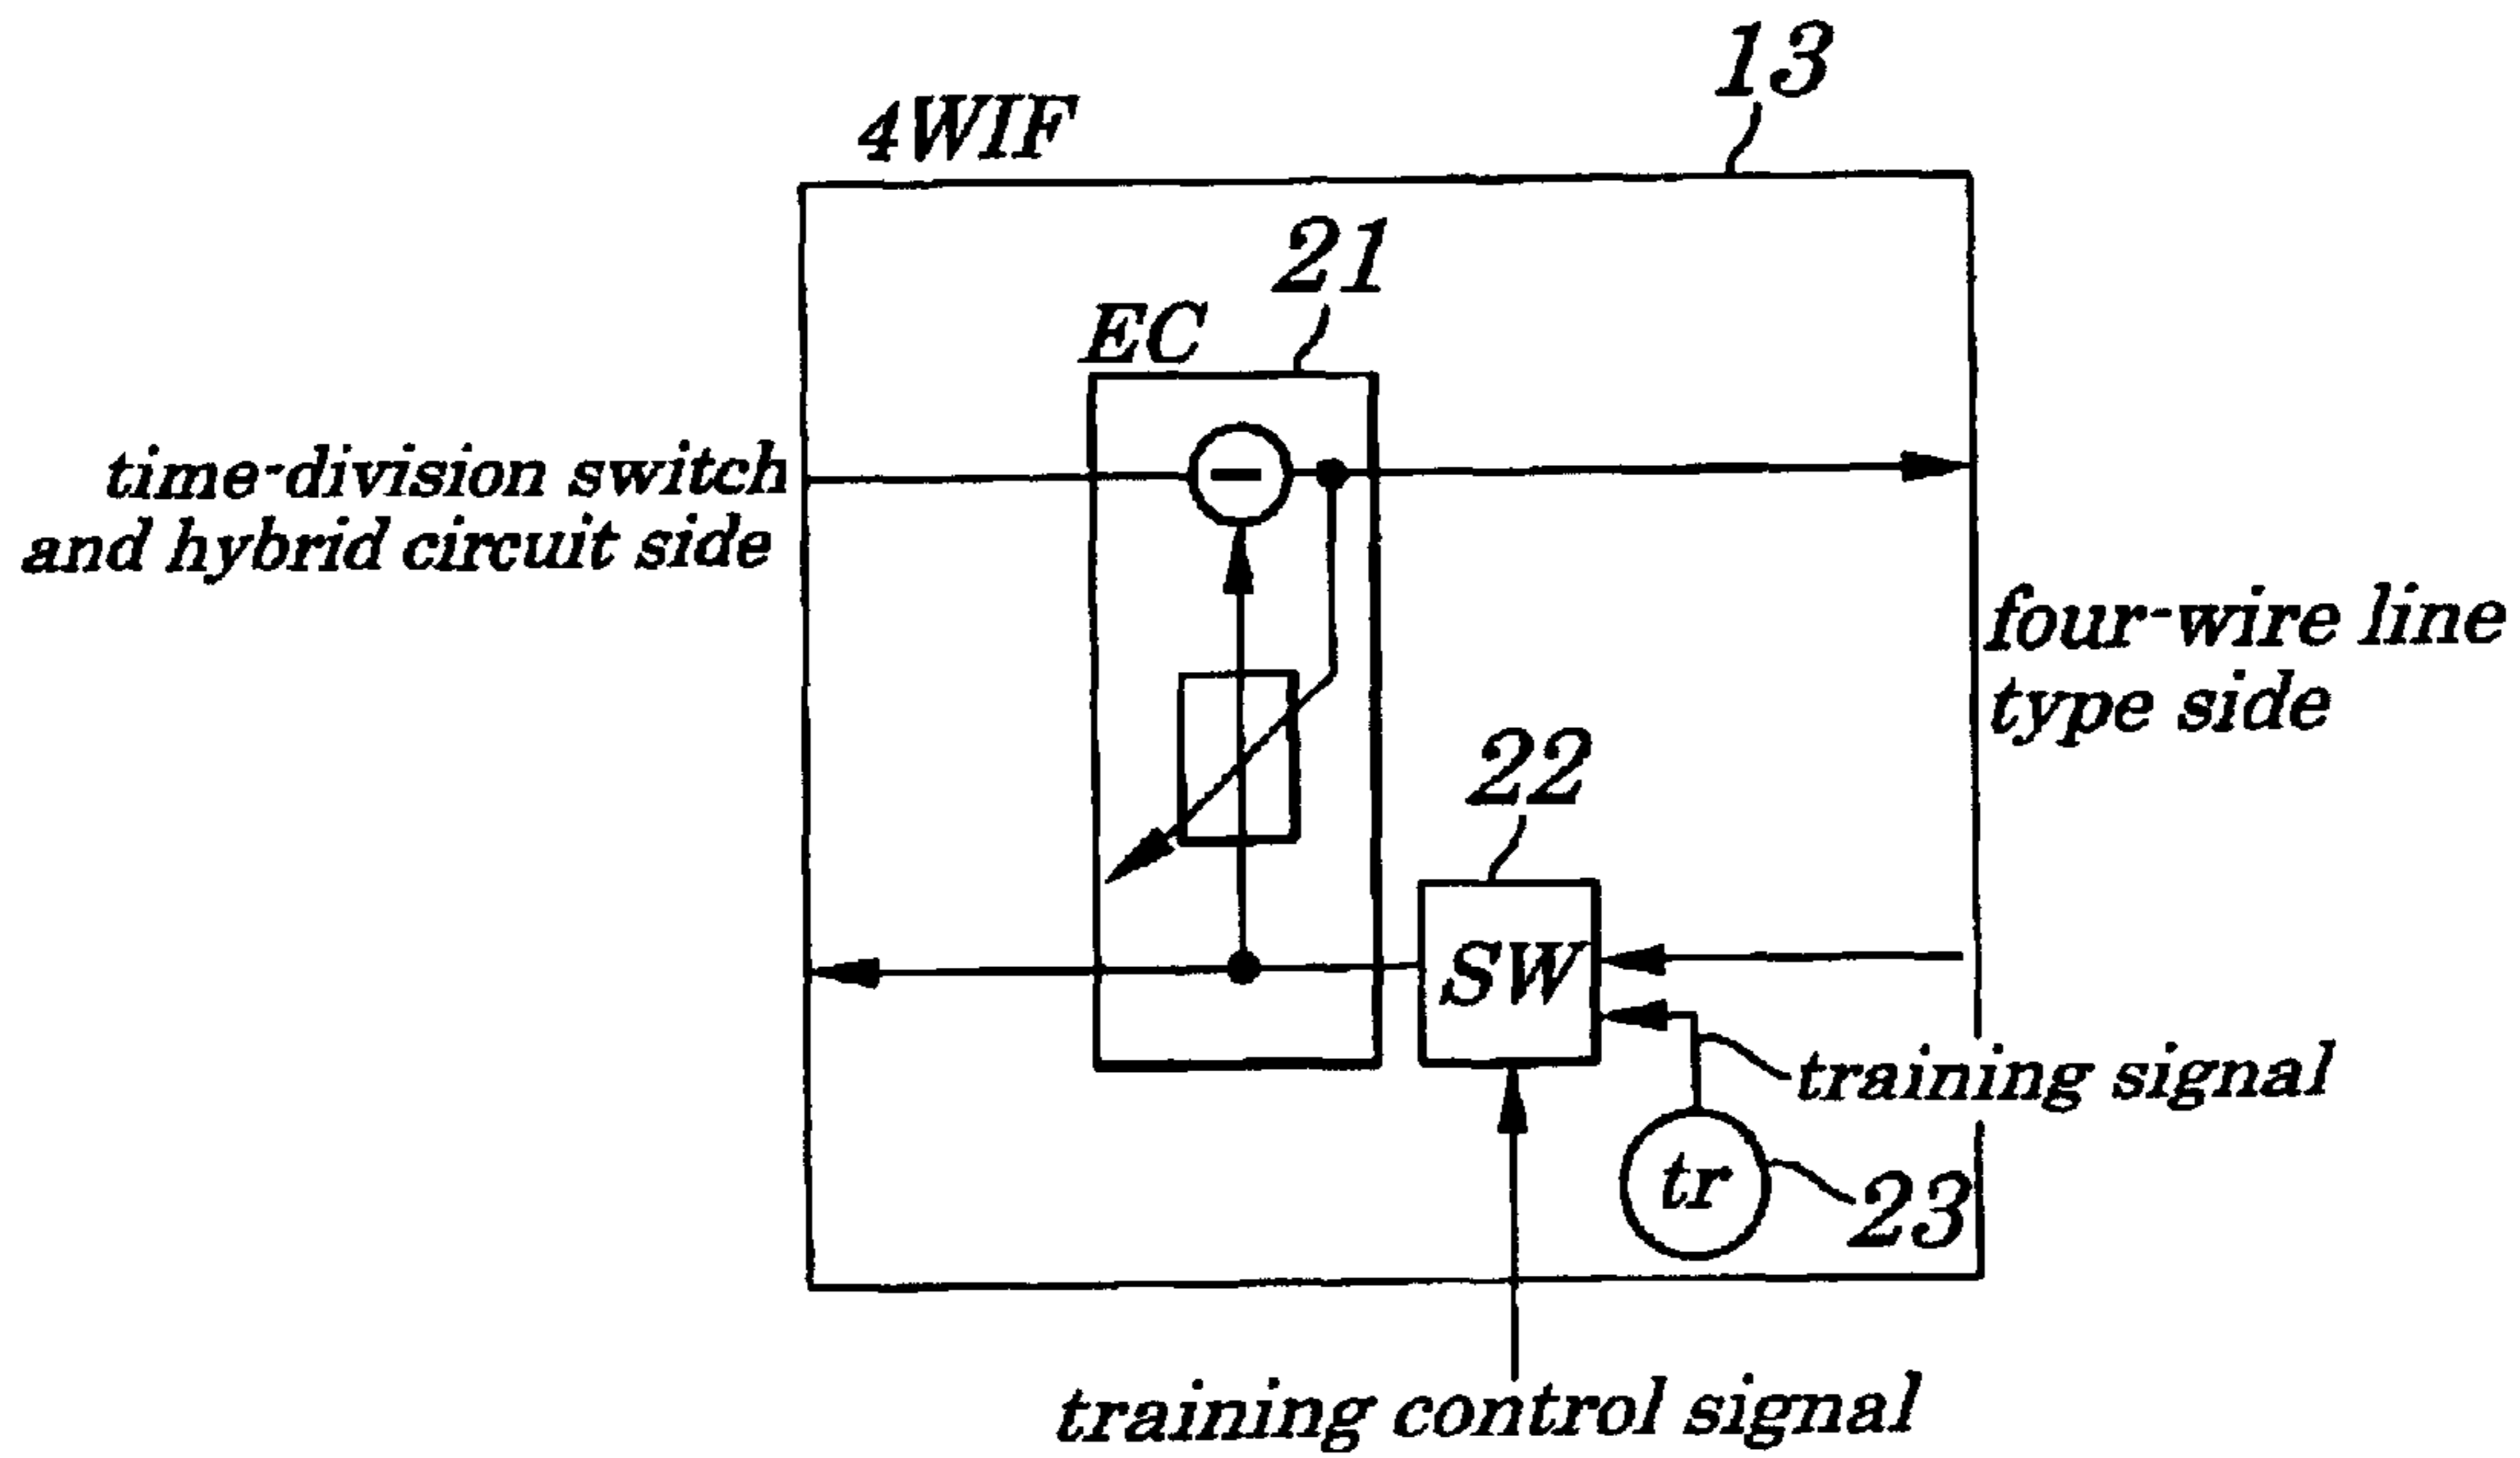 13
4WIF
21
EC
time-division switch
and hybrid circuit side
four-wire line
type side
22
SW
training signal
tr
23
training control signal